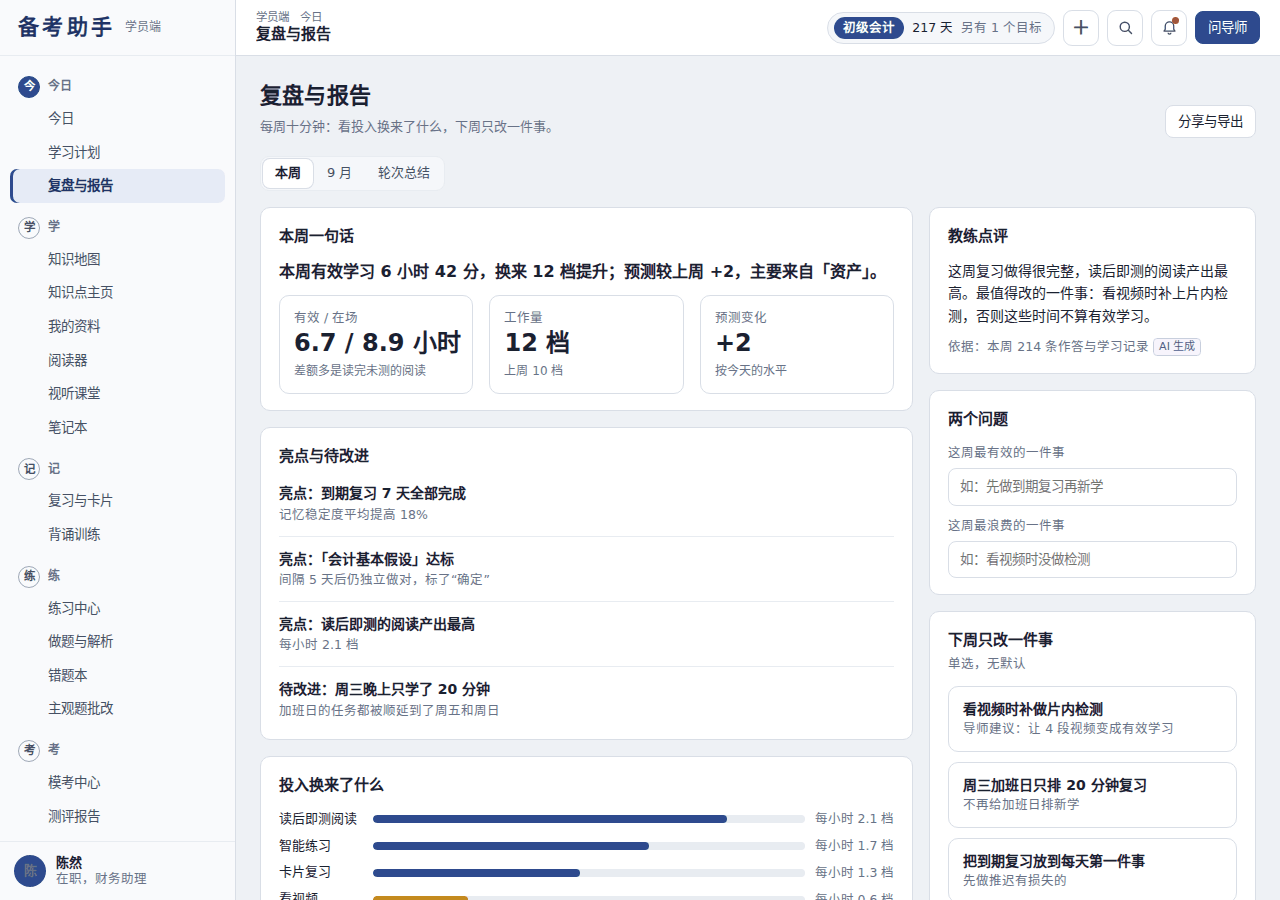 备考助手 学员端
今 今日
今日
学习计划
复盘与报告
学 学
知识地图
知识点主页
我的资料
阅读器
视听课堂
笔记本
记 记
复习与卡片
背诵训练
练 练
练习中心
做题与解析
错题本
主观题批改
考 考
模考中心
测评报告
陈 陈然
在职，财务助理
学员端 今日
复盘与报告
初级会计 217 天 另有 1 个目标
问导师
复盘与报告
每周十分钟：看投入换来了什么，下周只改一件事。
分享与导出
本周 9 月 轮次总结
本周一句话
本周有效学习 6 小时 42 分，换来 12 档提升；预测较上周 +2，主要来自「资产」。
有效 / 在场
6.7 / 8.9 小时
差额多是读完未测的阅读
工作量
12 档
上周 10 档
预测变化
+2
按今天的水平
亮点与待改进
亮点：到期复习 7 天全部完成
记忆稳定度平均提高 18%
亮点：「会计基本假设」达标
间隔 5 天后仍独立做对，标了“确定”
亮点：读后即测的阅读产出最高
每小时 2.1 档
待改进：周三晚上只学了 20 分钟
加班日的任务都被顺延到了周五和周日
投入换来了什么
读后即测阅读 每小时 2.1 档
智能练习 每小时 1.7 档
卡片复习 每小时 1.3 档
看视频 每小时 0.6 档
教练点评
这周复习做得很完整，读后即测的阅读产出最
高。最值得改的一件事：看视频时补上片内检
测，否则这些时间不算有效学习。
依据：本周 214 条作答与学习记录 AI 生成
两个问题
这周最有效的一件事
如：先做到期复习再新学
这周最浪费的一件事
如：看视频时没做检测
下周只改一件事
单选，无默认
看视频时补做片内检测
导师建议：让 4 段视频变成有效学习
周三加班日只排 20 分钟复习
不再给加班日排新学
把到期复习放到每天第一件事
先做推迟有损失的